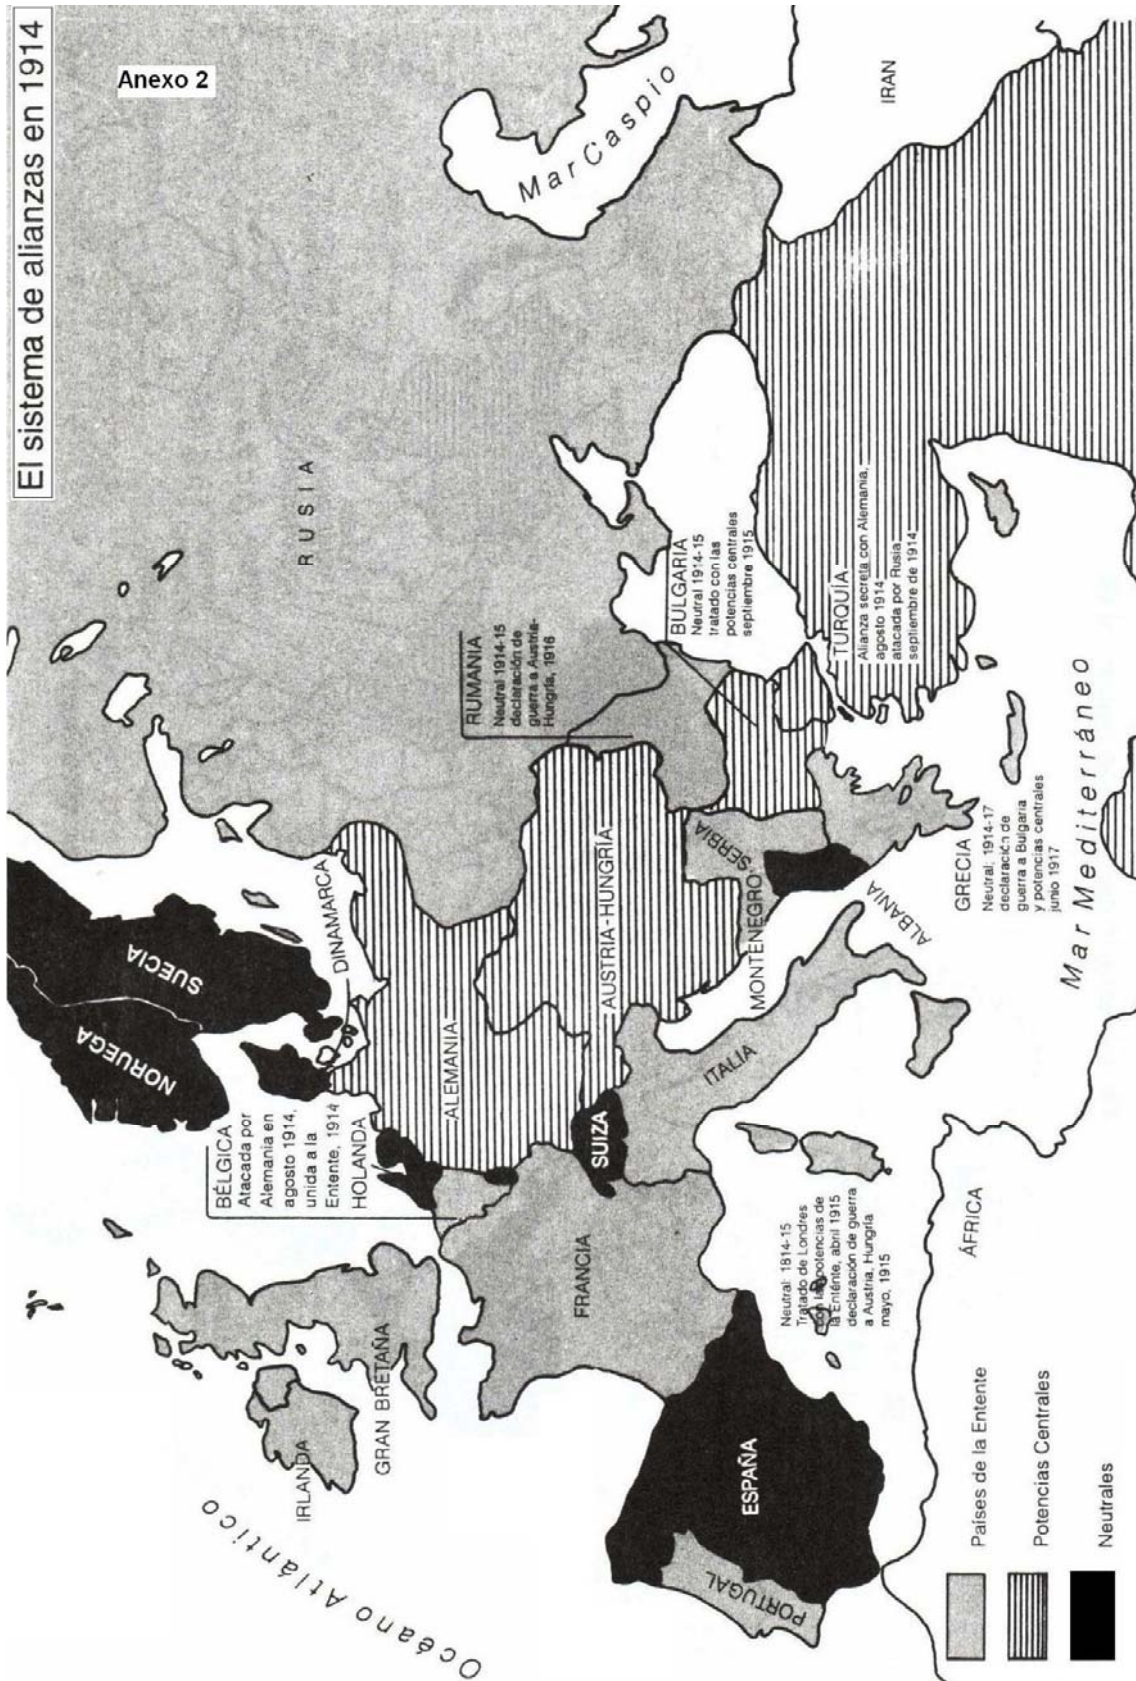 El sistema de alianzas en 1914
Anexo 2
RUSIA
Mar Caspio
IRAN
SUECIA
NORUEGA
DINAMARCA
BÉLGICA
Atacada por
Alemania en
agosto 1914,
unida a la
Entente, 1914
HOLANDA
ALEMANIA
RUMANIA
Neutral 1914-15
declaración de
guerra a Austria-
Hungría, 1916
BULGARIA
Neutral 1914-15
tratado con las
potencias centrales
septiembre 1915
TURQUÍA
Alianza secreta con Alemania,
agosto 1914
atacada por Rusia
septiembre de 1914
AUSTRIA-HUNGRÍA
SERBIA
MONTENEGRO
ALBANIA
GRECIA
Neutral: 1914-17
declaración de
guerra a Bulgaria
y potencias centrales
junio 1917
Mar Mediterráneo
SUIZA
ITALIA
Neutral: 1814-15
Tratado de Londres
con las potencias de
la Entente, abril 1915
declaración de guerra
a Austria, Hungría
mayo, 1915
FRANCIA
GRAN BRETAÑA
IRLANDA
Océano Atlántico
ESPAÑA
PORTUGAL
ÁFRICA
Países de la Entente
Potencias Centrales
Neutrales